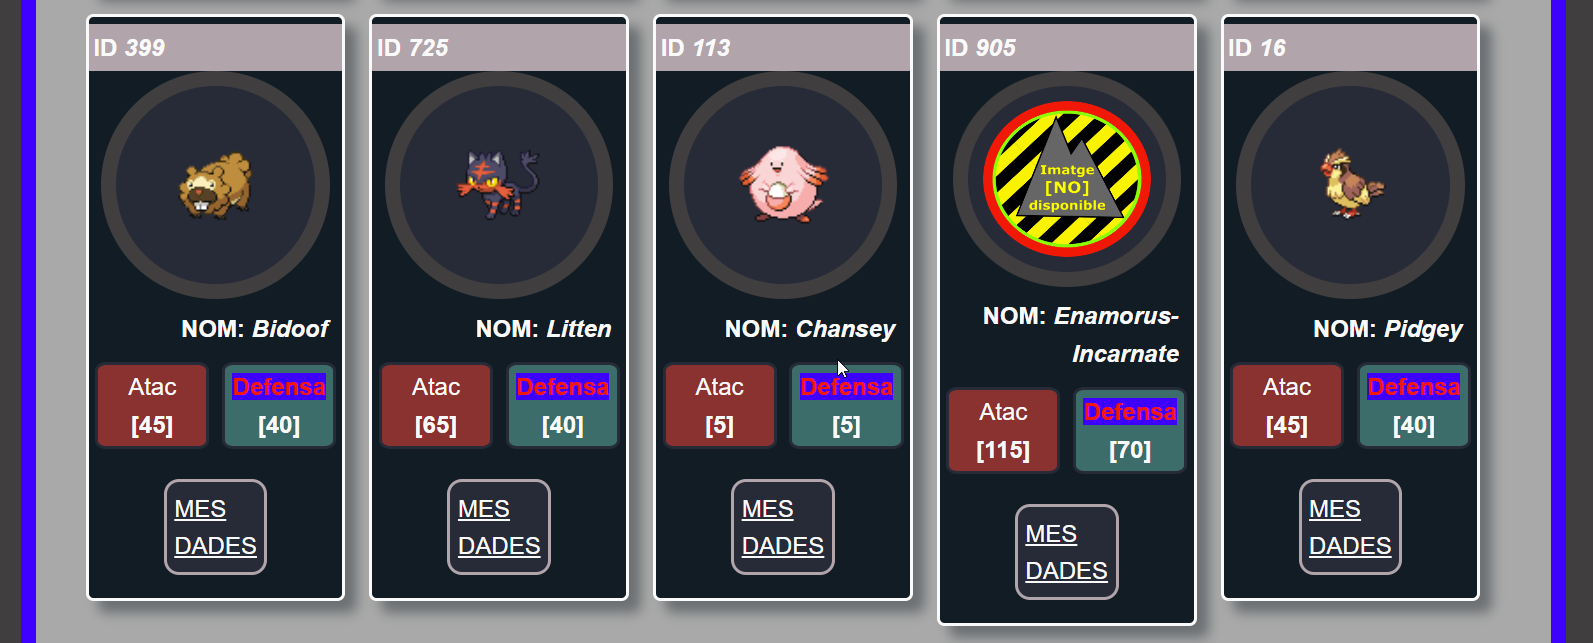 ID 399
NOM: Bidoof
Atac
[45]
Defensa
[40]
MES
DADES
ID 725
NOM: Litten
Atac
[65]
Defensa
[40]
MES
DADES
ID 113
NOM: Chansey
Atac
[5]
Defensa
[5]
MES
DADES
ID 905
Imatge
[NO]
disponible
NOM: Enamorus-
Incarnate
Atac
[115]
Defensa
[70]
MES
DADES
ID 16
NOM: Pidgey
Atac
[45]
Defensa
[40]
MES
DADES